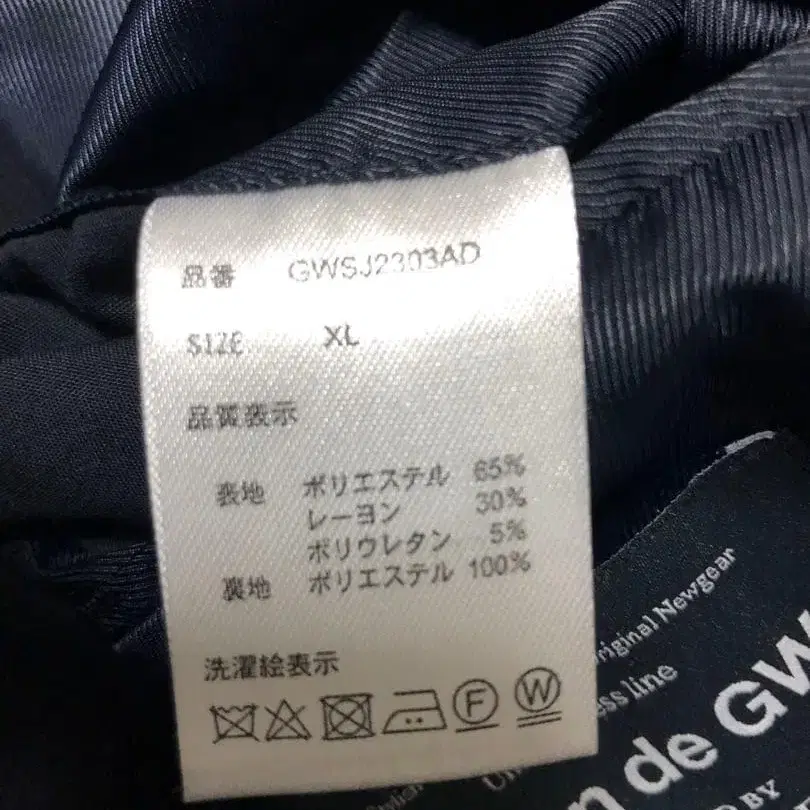 品番 GWSJ2303AD
SIZE XL
品質表示
表地 ポリエステル 65%
レーヨン 30%
ポリウレタン 5%
裏地 ポリエステル 100%
洗濯絵表示
F W
Original Newgear
ess line
de GW
BY